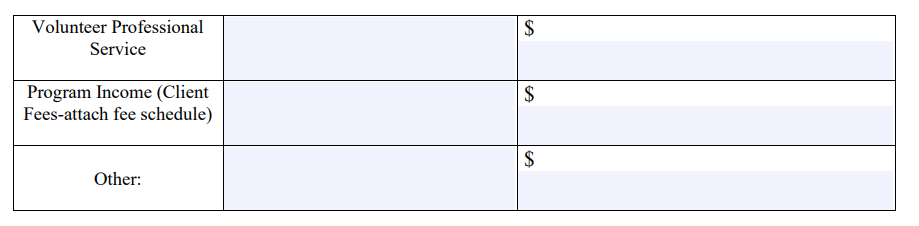 Volunteer Professional
Service
$
Program Income (Client
Fees-attach fee schedule)
$
Other:
$